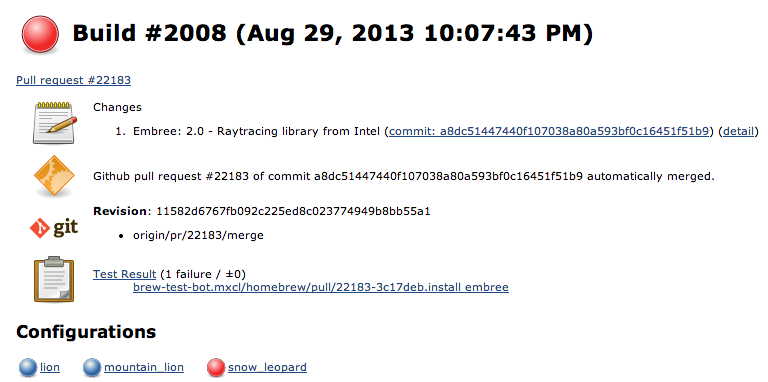 Build #2008 (Aug 29, 2013 10:07:43 PM)
Pull request #22183
Changes
1. Embree: 2.0 - Raytracing library from Intel (commit: a8dc51447440f107038a80a593bf0c16451f51b9) (detail)
Github pull request #22183 of commit a8dc51447440f107038a80a593bf0c16451f51b9 automatically merged.
git
Revision: 11582d6767fb092c225ed8c023774949b8bb55a1
• origin/pr/22183/merge
Test Result (1 failure / ±0)
brew-test-bot.mxcl/homebrew/pull/22183-3c17deb.install embree
Configurations
lion mountain_lion snow_leopard